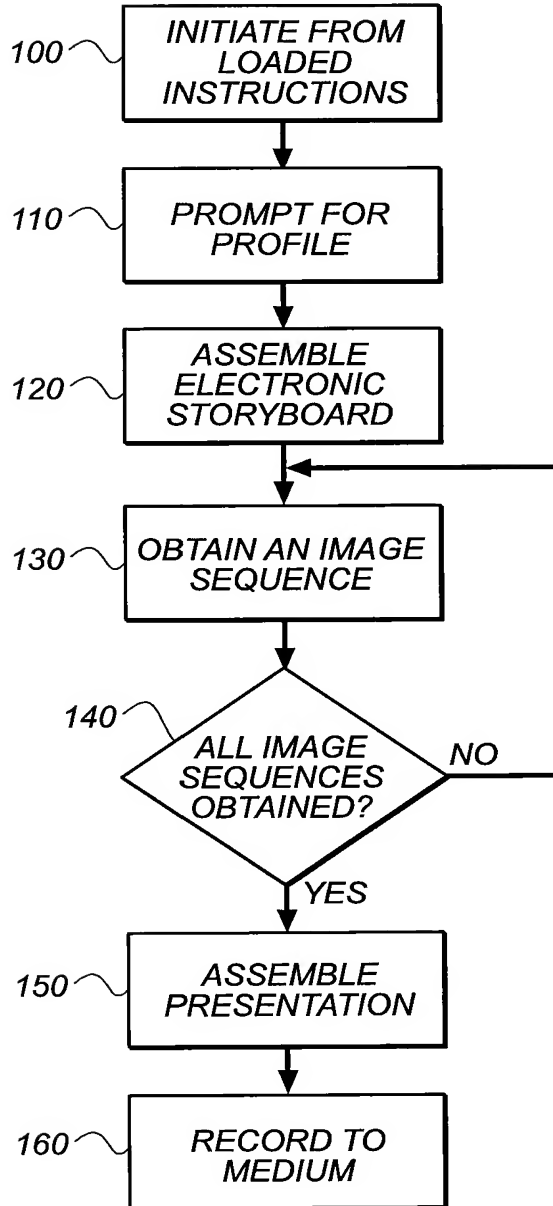 100
INITIATE FROM
LOADED
INSTRUCTIONS
110
PROMPT FOR
PROFILE
120
ASSEMBLE
ELECTRONIC
STORYBOARD
130
OBTAIN AN IMAGE
SEQUENCE
140
ALL IMAGE
SEQUENCES
OBTAINED?
NO
YES
150
ASSEMBLE
PRESENTATION
160
RECORD TO
MEDIUM